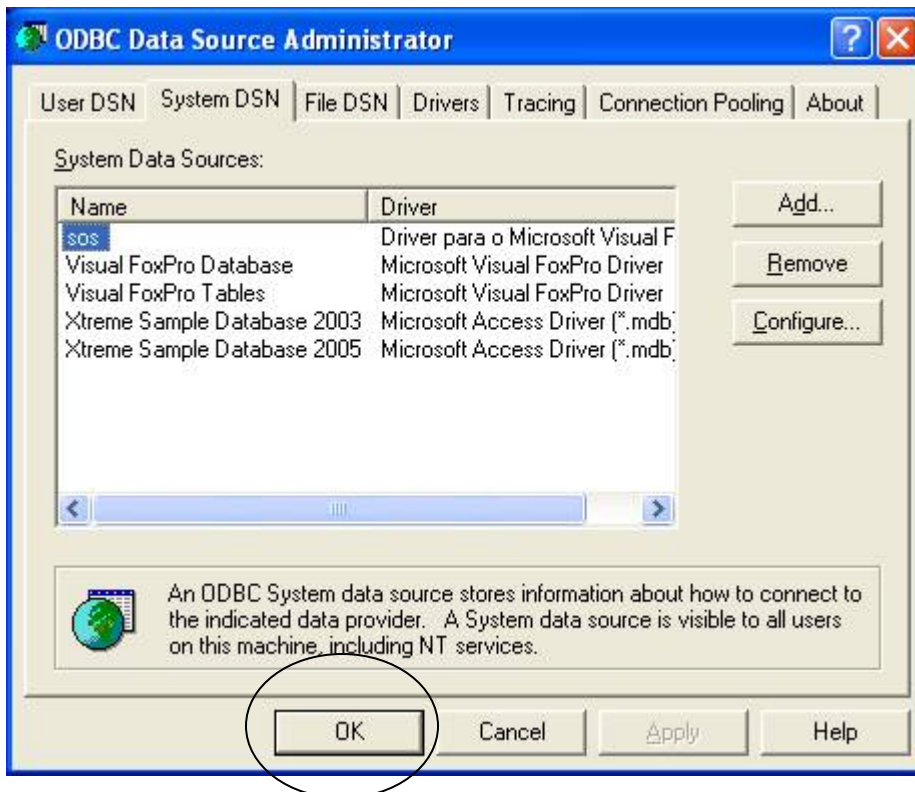 ODBC Data Source Administrator
User DSN System DSN File DSN Drivers Tracing Connection Pooling About
System Data Sources:
Name Driver
sos Driver para o Microsoft Visual F
Visual FoxPro Database Microsoft Visual FoxPro Driver
Visual FoxPro Tables Microsoft Visual FoxPro Driver
Xtreme Sample Database 2003 Microsoft Access Driver (*.mdb)
Xtreme Sample Database 2005 Microsoft Access Driver (*.mdb)
Add...
Remove
Configure...
An ODBC System data source stores information about how to connect to
the indicated data provider. A System data source is visible to all users
on this machine, including NT services.
OK Cancel Apply Help